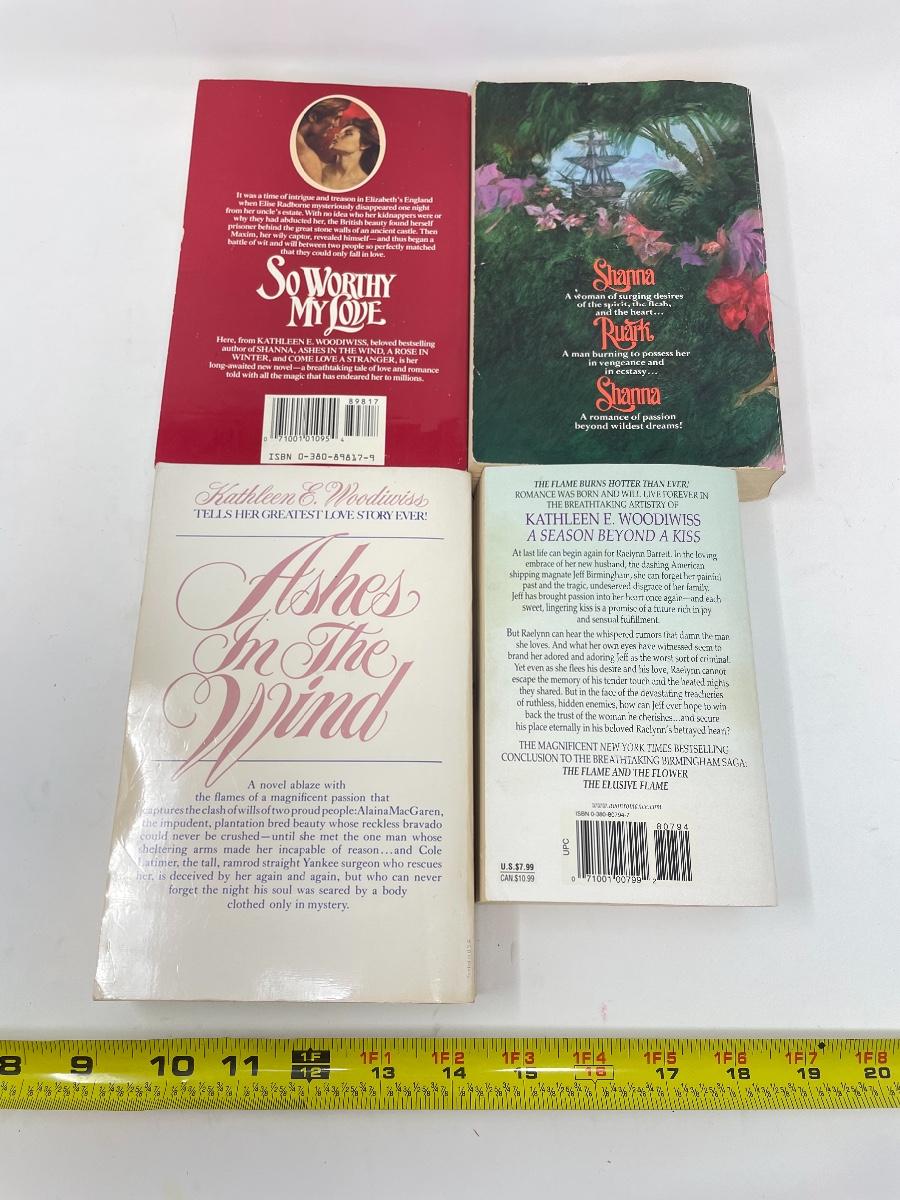 It was a time of intrigue and treason in Elizabeth's England
when Elise Radborne mysteriously disappeared one night
from her uncle's estate. With no idea who her kidnappers were or
why they had abducted her, the British beauty found herself
prisoner behind the great stone walls of an ancient castle. Then
Maxim, her wily captor, revealed himself—and thus began a
battle of wit and will between two people so perfectly matched
that they could only fall in love.
SO WORTHY
MY LOVE
Here, from KATHLEEN E. WOODIWISS, beloved bestselling
author of SHANNA, ASHES IN THE WIND, A ROSE IN
WINTER, and COME LOVE A STRANGER, is her
long-awaited new novel—a breathtaking tale of love and romance
told with all the magic that has endeared her to millions.
89817
0 71001 01095 4
ISBN 0-380-89817-9
Shanna
A woman of surging desires
of the spirit, the flesh,
and the heart...
Ruark
A man burning to possess her
in vengeance and
in ecstasy...
Shanna
A romance of passion
beyond wildest dreams!
Kathleen E. Woodiwiss
TELLS HER GREATEST LOVE STORY EVER!
Ashes
In The
Wind
A novel ablaze with
the flames of a magnificent passion that
captures the clash of wills of two proud people: Alaina MacGaren,
the impudent, plantation bred beauty whose reckless bravado
could never be crushed—until she met the one man whose
sheltering arms made her incapable of reason...and Cole
Latimer, the tall, ramrod straight Yankee surgeon who rescues
her, is deceived by her again and again, but who can never
forget the night his soul was seared by a body
clothed only in mystery.
THE FLAME BURNS HOTTER THAN EVER!
ROMANCE WAS BORN AND WILL LIVE FOREVER IN
THE BREATHTAKING ARTISTRY OF
KATHLEEN E. WOODIWISS
A SEASON BEYOND A KISS
At last life can begin again for Raelynn Barrett. In the loving
embrace of her new husband, the dashing American
shipping magnate Jeff Birmingham, she can forget her painful
past and the tragic, undeserved disgrace of her family.
Jeff has brought passion into her heart once again—and each
sweet, lingering kiss is a promise of a future rich in joy
and sensual fulfillment.
But Raelynn can hear the whispered rumors that damn the man
she loves. And what her own eyes have witnessed seem to
brand her adored and adoring Jeff as the worst sort of criminal.
Yet even as she flees his desire and his love, Raelynn cannot
escape the memory of his tender touch and the heated nights
they shared. But in the face of the devastating treacheries
of ruthless, hidden enemies, how can Jeff ever hope to win
back the trust of the woman he cherishes...and secure
his place eternally in his beloved Raelynn's betrayed heart?
THE MAGNIFICENT NEW YORK TIMES BESTSELLING
CONCLUSION TO THE BREATHTAKING BIRMINGHAM SAGA:
THE FLAME AND THE FLOWER
THE ELUSIVE FLAME
www.avonromance.com
ISBN 0-380-80794-7
80794
UPC
U.S.$7.99
CAN.$10.99
0 71001 00799 2
1F 1F1 1F2 1F3 1F4 1F5 1F6 1F7 1F8
8 9 10 11 12 13 14 15 16 17 18 19 20